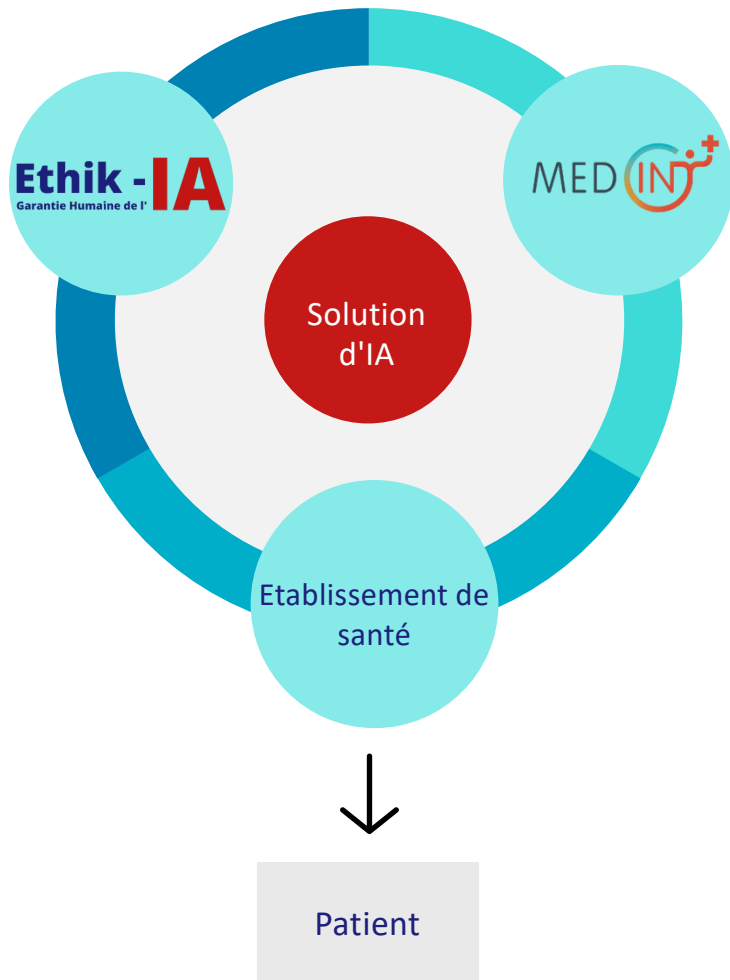 Ethik - IA
Garantie Humaine de l'
MED IN
Solution
d'IA
Etablissement de
santé
Patient